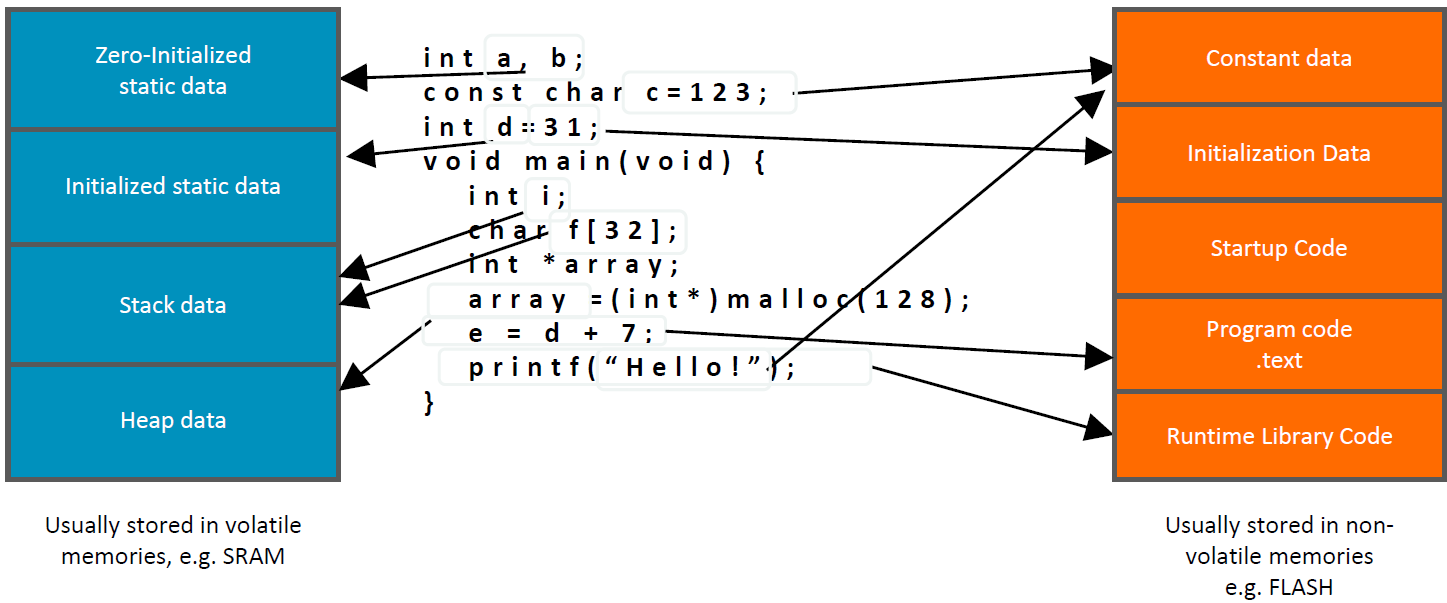 Zero-Initialized
static data
Initialized static data
Stack data
Heap data
Usually stored in volatile
memories, e.g. SRAM
int a, b;
const char c=123;
int d=31;
void main(void) {
int i;
char f[32];
int *array;
array =(int*)malloc(128);
e = d + 7;
printf(“Hello!”);
}
Constant data
Initialization Data
Startup Code
Program code
.text
Runtime Library Code
Usually stored in non-
volatile memories
e.g. FLASH